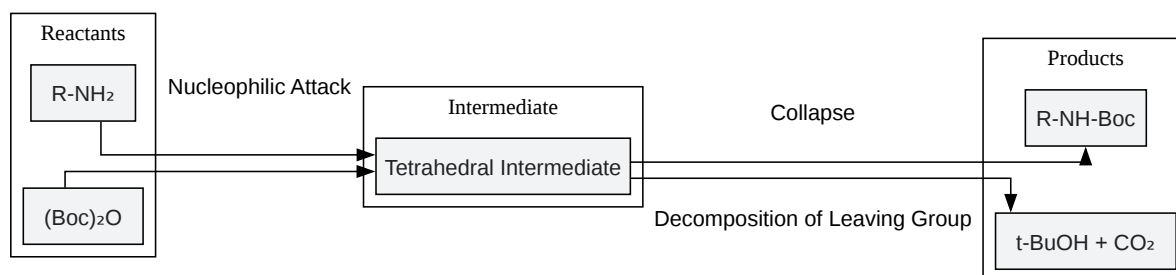 Reactants
R-NH₂
(Boc)₂O
Nucleophilic Attack
Intermediate
Tetrahedral Intermediate
Collapse
Decomposition of Leaving Group
Products
R-NH-Boc
t-BuOH + CO₂